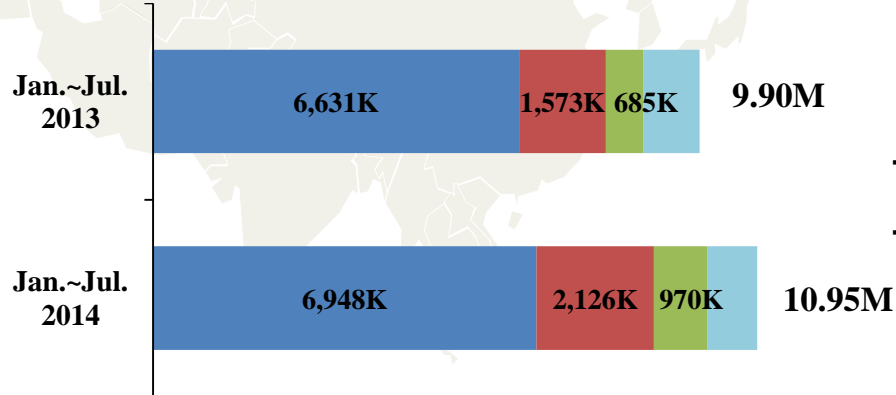 Jan.~Jul.
2013
6,631K 1,573K 685K 9.90M
Jan.~Jul.
2014
6,948K 2,126K 970K 10.95M